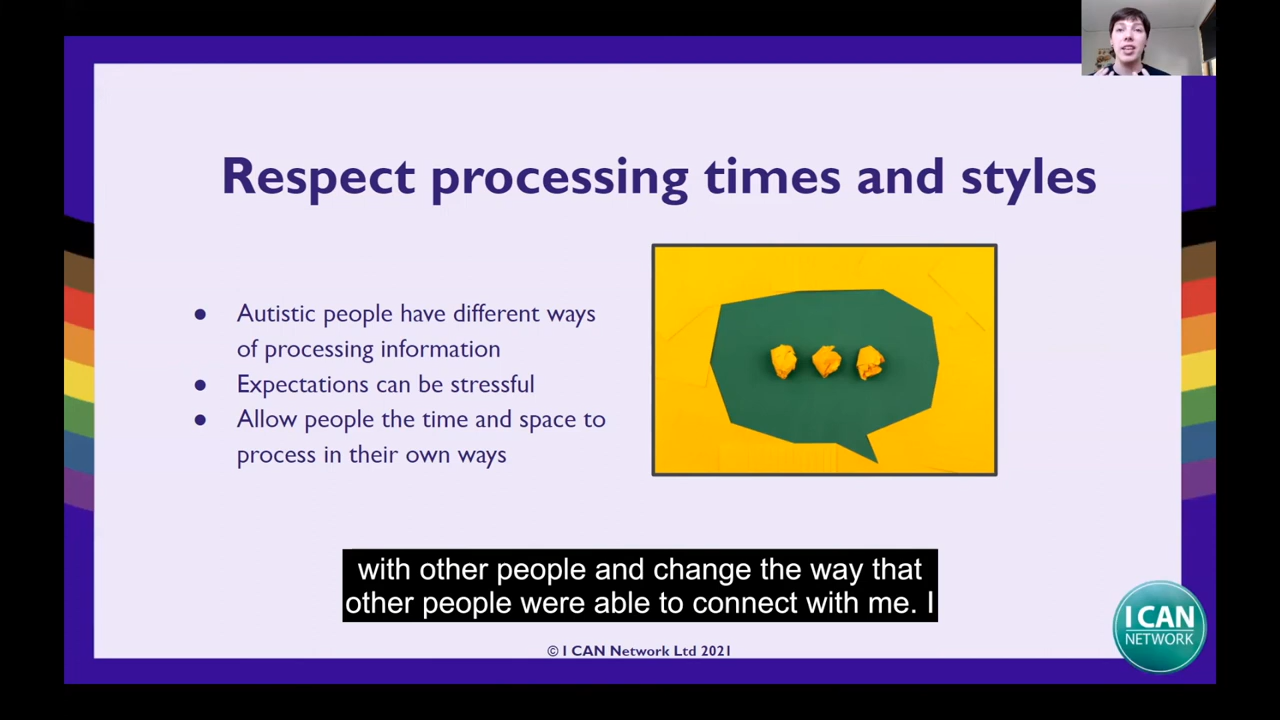 Respect processing times and styles
● Autistic people have different ways
of processing information
● Expectations can be stressful
● Allow people the time and space to
process in their own ways
with other people and change the way that
other people were able to connect with me. I
© I CAN Network Ltd 2021
I CAN
NETWORK